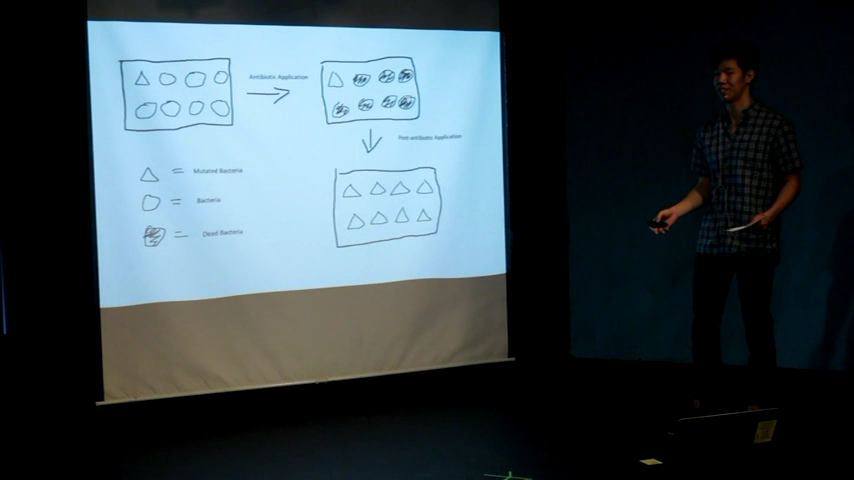 Antibiotic Application
Post-antibiotic Application
= Mutated Bacteria
= Bacteria
= Dead Bacteria